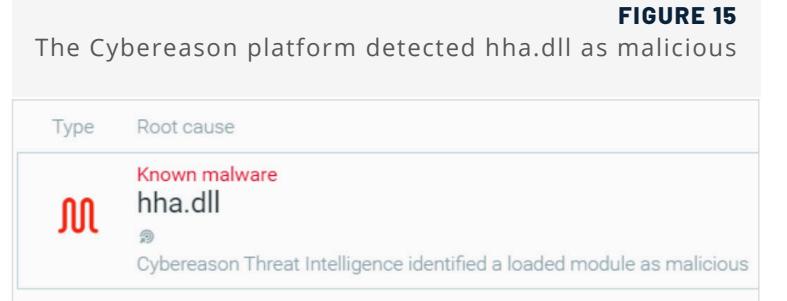 FIGURE 15
The Cybereason platform detected hha.dll as malicious
Type Root cause
Known malware
hha.dll
Cybereason Threat Intelligence identified a loaded module as malicious